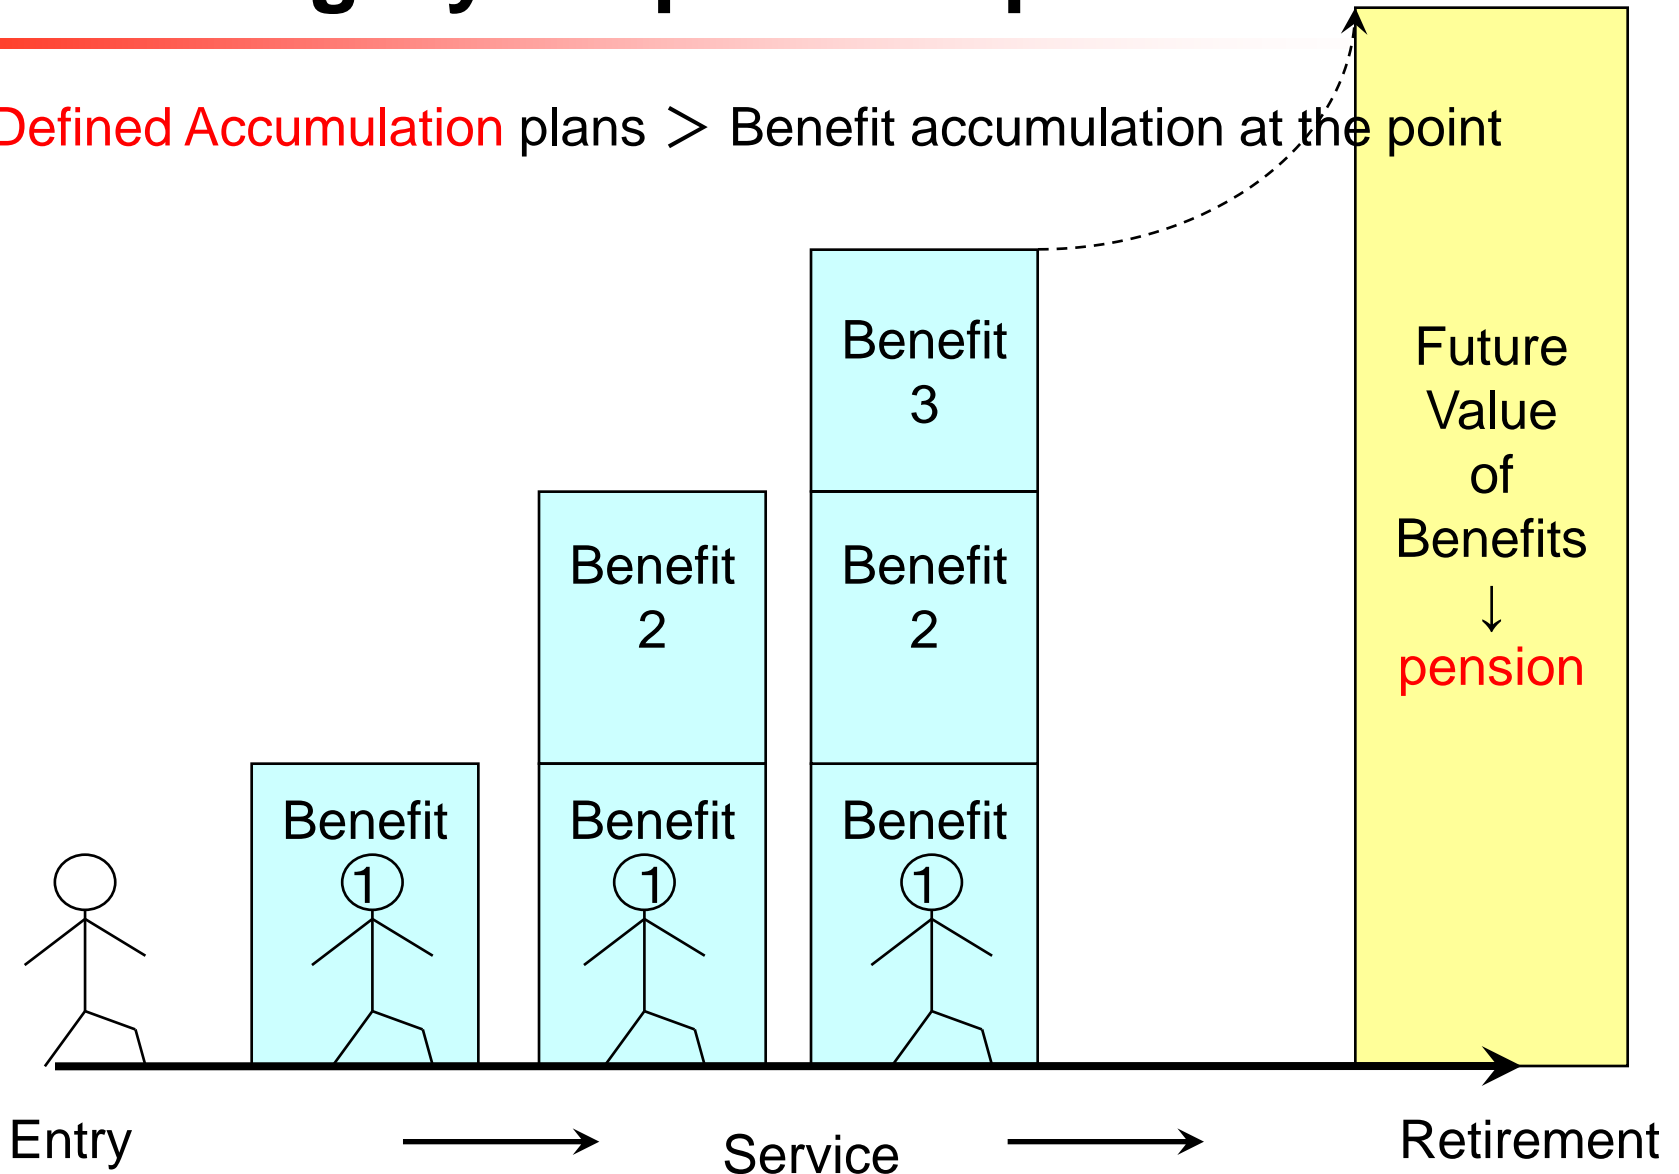 Defined Accumulation plans ＞ Benefit accumulation at the point
Benefit
3
Future
Value
of
Benefits
↓
pension
Benefit
2
Benefit
2
Benefit
1
Benefit
1
Benefit
1
Entry
Service
Retirement